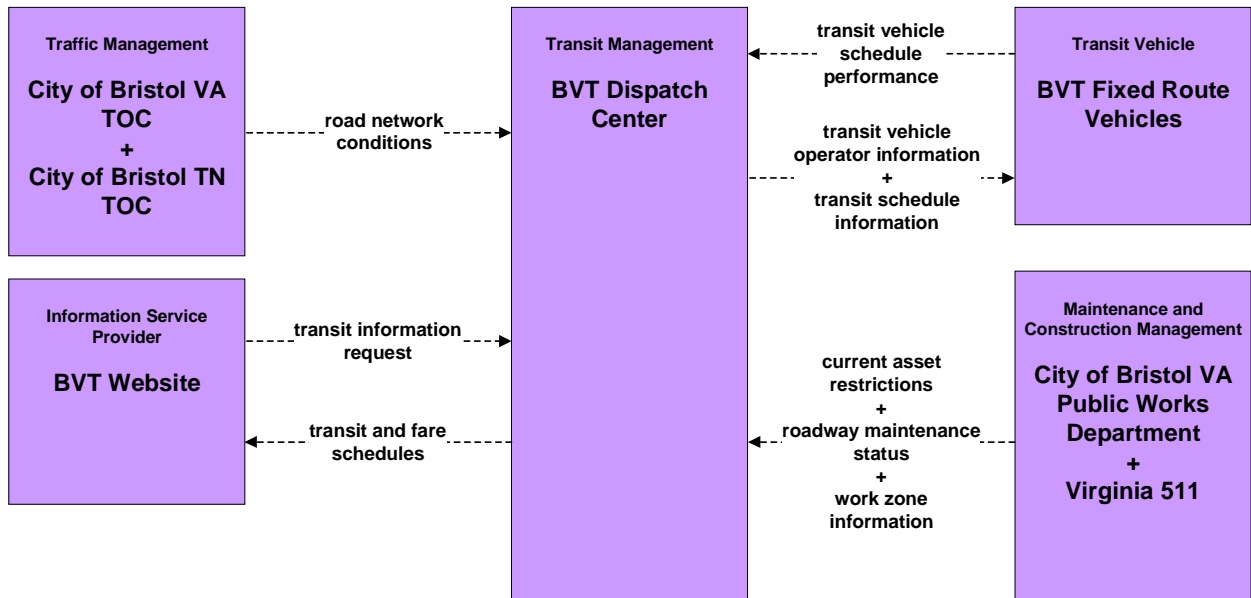 Traffic Management
City of Bristol VA
TOC
+
City of Bristol TN
TOC
road network
conditions
Transit Management
BVT Dispatch
Center
transit vehicle
schedule
performance
transit vehicle
operator information
+
transit schedule
information
Transit Vehicle
BVT Fixed Route
Vehicles
Information Service
Provider
BVT Website
transit information
request
transit and fare
schedules
current asset
restrictions
+
roadway maintenance
status
+
work zone
information
Maintenance and
Construction Management
City of Bristol VA
Public Works
Department
+
Virginia 511